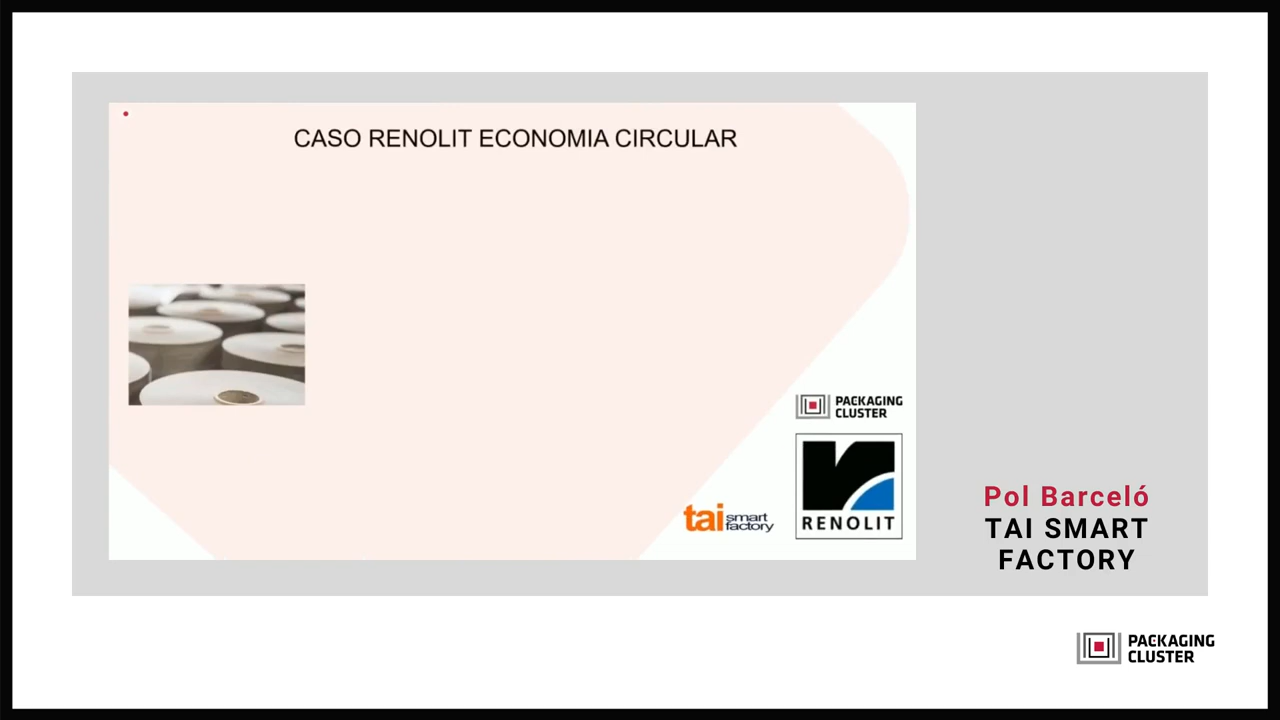 CASO RENOLIT ECONOMIA CIRCULAR
PACKAGING
CLUSTER
RENOLIT
tai smart
factory
Pol Barceló
TAI SMART
FACTORY
PACKAGING
CLUSTER